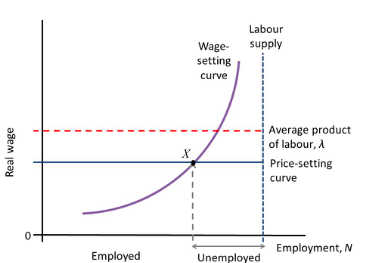 Labour
supply
Wage-
setting
curve
Average product
of labour, λ
X
Price-setting
curve
Real wage
0
Employment, N
Employed
Unemployed